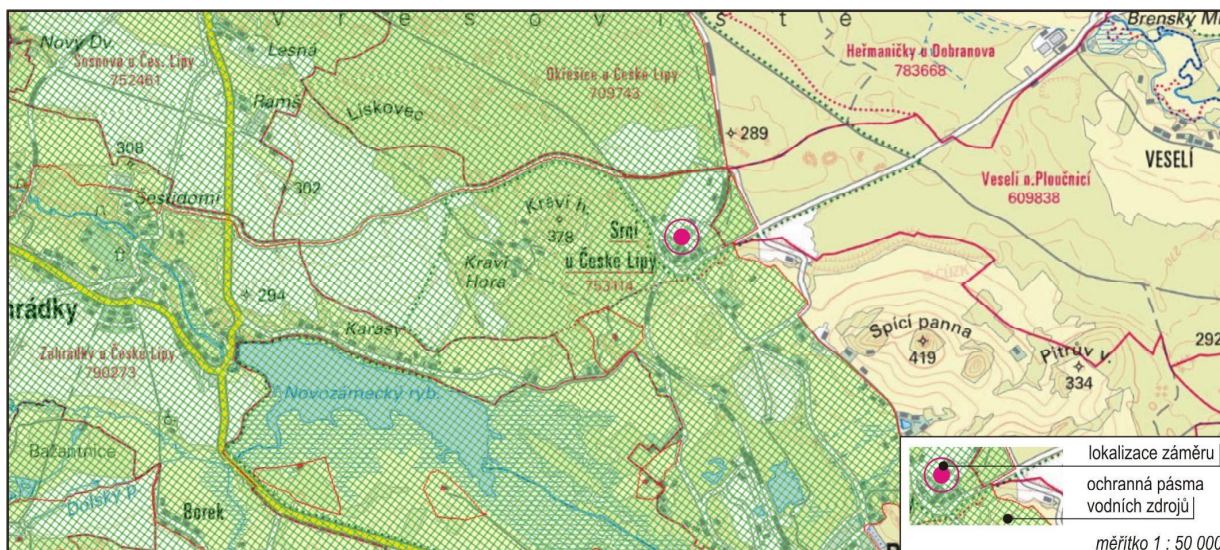 v r e s o v i s t e
Nový Dv.
Lesná
Brenský Ml
Sosnová u Čes. Lípy
752461
Okřešice u České Lípy
709743
Heřmaničky u Dobranova
783668
Rams
Lískovec
289
VESELÍ
308
302
Veselí n.Ploučnicí
609838
Šestidomí
Kraví h.
378
Srní
u České Lípy
753114
Kraví
Hora
294
hrádky
Karasy
Spící panna
419
Pitrův v.
334
292
Zahrádky u České Lípy
790273
Novozámecký ryb.
ČÚZK
Bažantnice
Dolský p.
Borek
lokalizace záměru
ochranná pásma
vodních zdrojů
měřítko 1 : 50 000